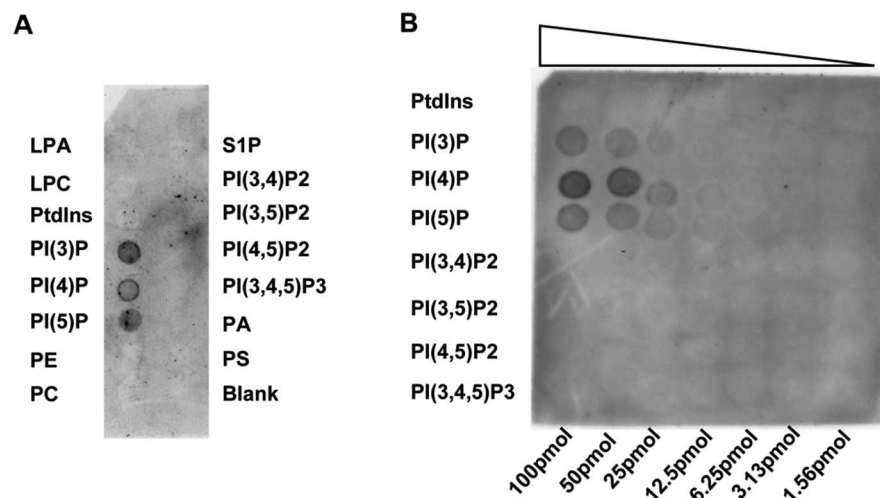 A
LPA
LPC
PtdIns
PI(3)P
PI(4)P
PI(5)P
PE
PC
S1P
PI(3,4)P2
PI(3,5)P2
PI(4,5)P2
PI(3,4,5)P3
PA
PS
Blank
B
PtdIns
PI(3)P
PI(4)P
PI(5)P
PI(3,4)P2
PI(3,5)P2
PI(4,5)P2
PI(3,4,5)P3
100pmol
50pmol
25pmol
12.5pmol
6.25pmol
3.13pmol
1.56pmol